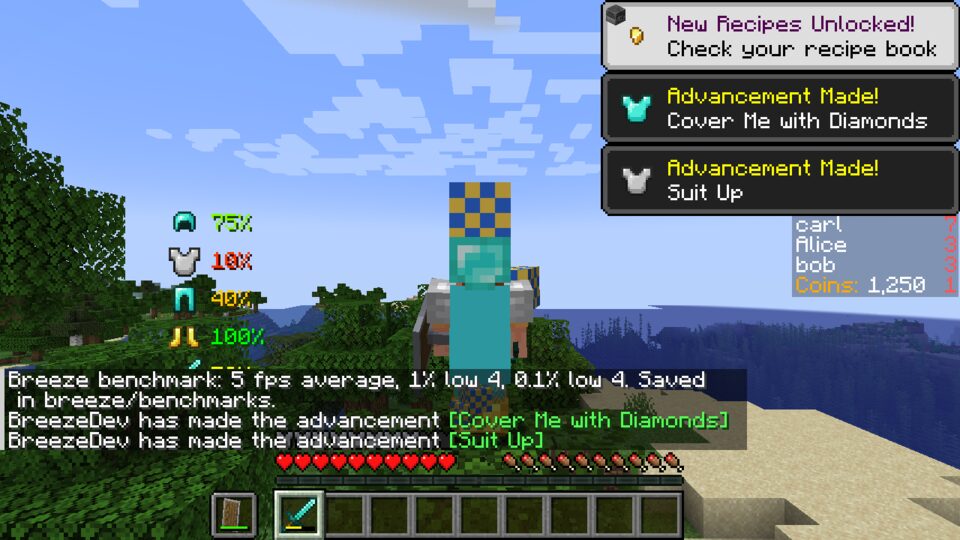 New Recipes Unlocked!
Check your recipe book
Advancement Made!
Cover Me with Diamonds
Advancement Made!
Suit Up
carl 7
Alice 3
bob
Coins: 1,250 1
75%
10%
40%
100%
Breeze benchmark: 5 fps average, 1% low 4, 0.1% low 4. Saved
in breeze/benchmarks.
BreezeDev has made the advancement [Cover Me with Diamonds]
BreezeDev has made the advancement [Suit Up]